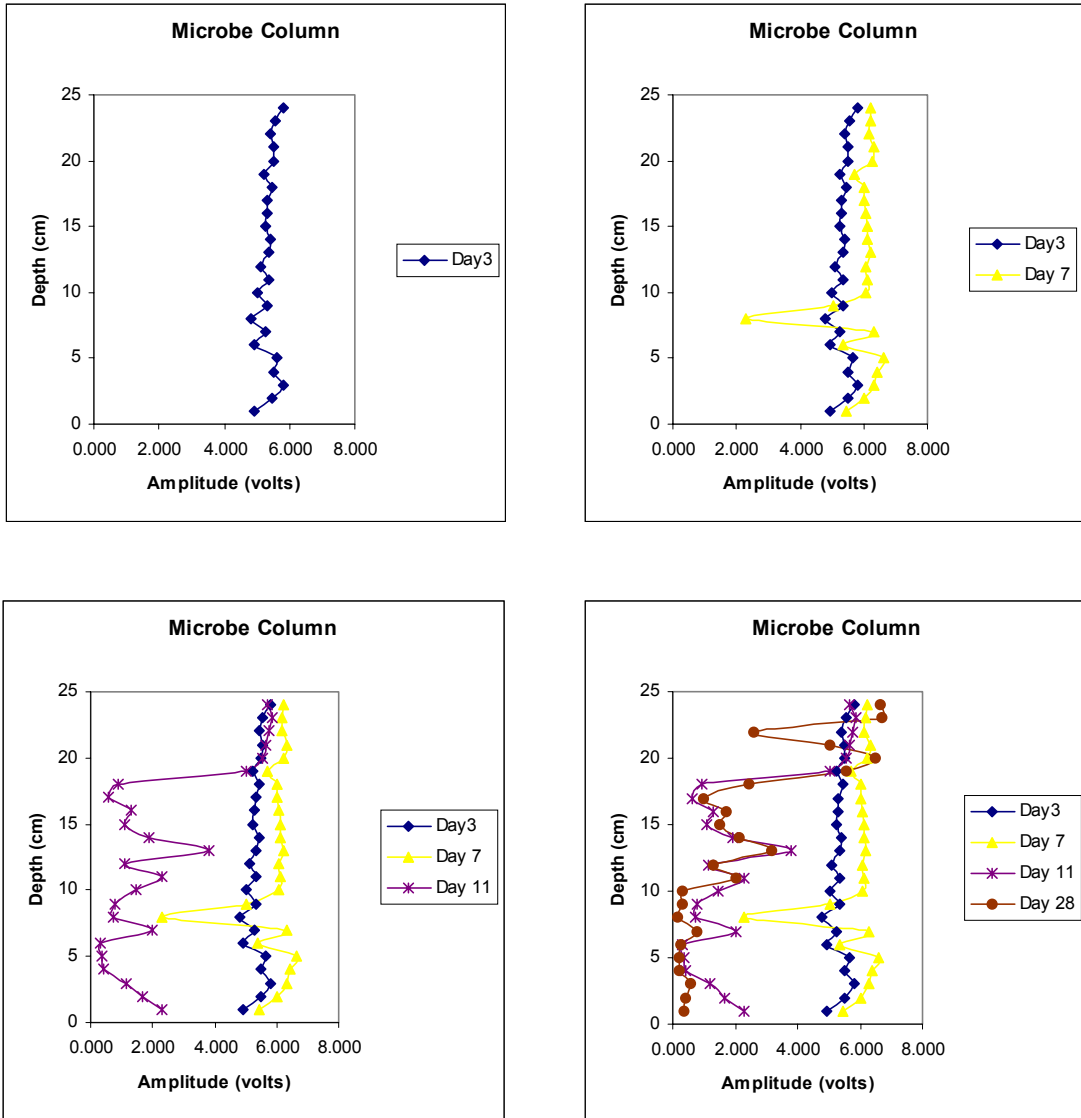 Microbe Column
25
20
15
10
5
0
0.000 2.000 4.000 6.000 8.000
Depth (cm)
Amplitude (volts)
Day3
Microbe Column
25
20
15
10
5
0
0.000 2.000 4.000 6.000 8.000
Depth (cm)
Amplitude (volts)
Day3
Day 7
Microbe Column
25
20
15
10
5
0
0.000 2.000 4.000 6.000 8.000
Depth (cm)
Amplitude (volts)
Day3
Day 7
Day 11
Microbe Column
25
20
15
10
5
0
0.000 2.000 4.000 6.000 8.000
Depth (cm)
Amplitude (volts)
Day3
Day 7
Day 11
Day 28